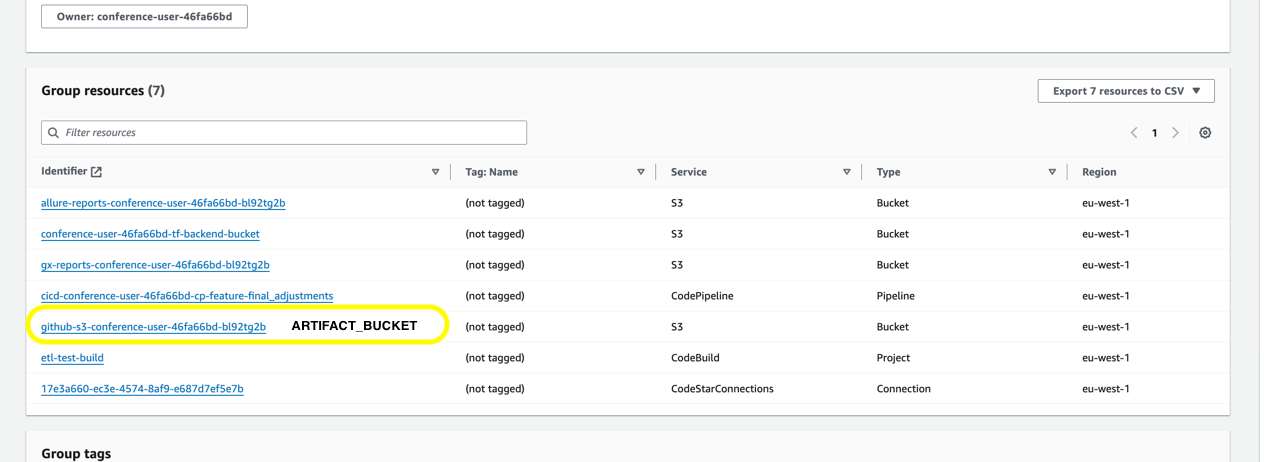 Owner: conference-user-46fa66bd
Group resources (7)
Export 7 resources to CSV
Filter resources
1
Identifier Tag: Name Service Type Region
allure-reports-conference-user-46fa66bd-bl92tg2b (not tagged) S3 Bucket eu-west-1
conference-user-46fa66bd-tf-backend-bucket (not tagged) S3 Bucket eu-west-1
gx-reports-conference-user-46fa66bd-bl92tg2b (not tagged) S3 Bucket eu-west-1
cicd-conference-user-46fa66bd-cp-feature-final_adjustments (not tagged) CodePipeline Pipeline eu-west-1
github-s3-conference-user-46fa66bd-bl92tg2b ARTIFACT_BUCKET (not tagged) S3 Bucket eu-west-1
etl-test-build (not tagged) CodeBuild Project eu-west-1
17e3a660-ec3e-4574-8af9-e687d7ef5e7b (not tagged) CodeStarConnections Connection eu-west-1
Group tags